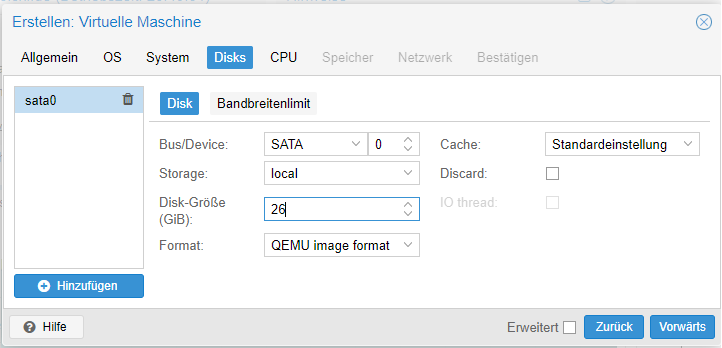 Erstellen: Virtuelle Maschine
Allgemein OS System Disks CPU Speicher Netzwerk Bestätigen
sata0
Disk Bandbreitenlimit
Bus/Device: SATA 0 Cache: Standardeinstellung
Storage: local Discard:
Disk-Größe
(GiB): 26 IO thread:
Format: QEMU image format
Hinzufügen
Hilfe Erweitert Zurück Vorwärts